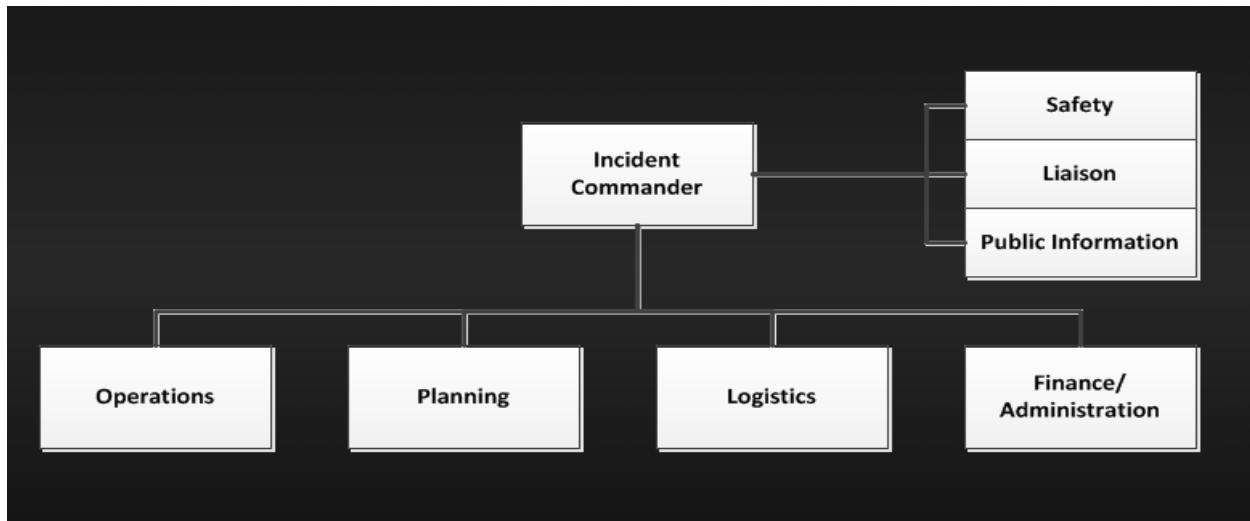 Safety
Incident
Commander
Liaison
Public Information
Operations
Planning
Logistics
Finance/
Administration